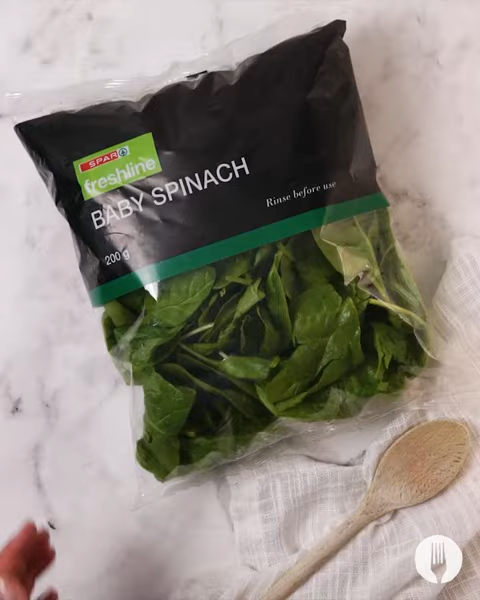 SPAR
freshline
BABY SPINACH
Rinse before use
200 g